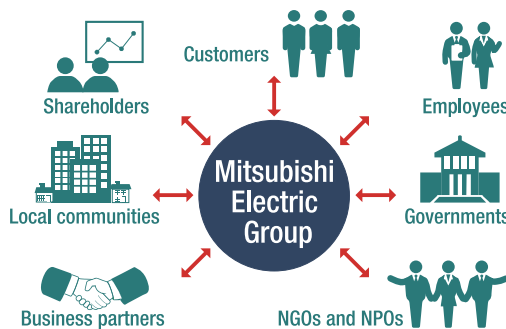 Customers
Shareholders
Employees
Mitsubishi
Electric
Group
Local communities
Governments
Business partners
NGOs and NPOs